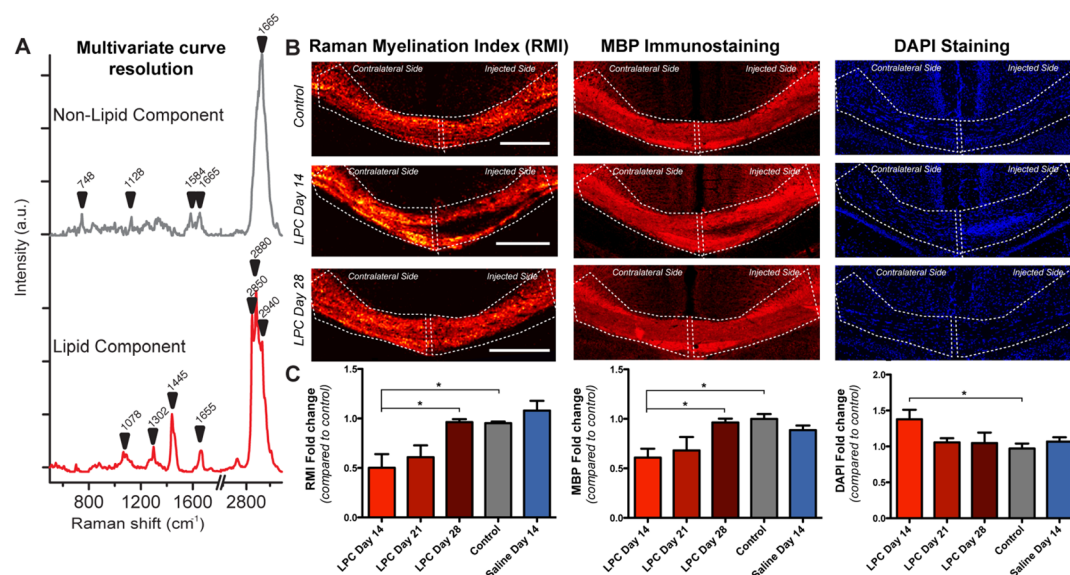 A
Multivariate curve
resolution
1665
Non-Lipid Component
748
1128
1584
1665
2880
2850
2940
Lipid Component
1445
1078
1302
1655
Intensity (a.u.)
800
1200
1600
2800
Raman shift (cm⁻¹)
B
Raman Myelination Index (RMI)
MBP Immunostaining
DAPI Staining
Control
Contralateral Side
Injected Side
Contralateral Side
Injected Side
Contralateral Side
Injected Side
LPC Day 14
Contralateral Side
Injected Side
Contralateral Side
Injected Side
Contralateral Side
Injected Side
LPC Day 28
Contralateral Side
Injected Side
Contralateral Side
Injected Side
Contralateral Side
Injected Side
C
RMI Fold change
(compared to control)
1.5
1.0
0.5
0.0
*
*
LPC Day 14
LPC Day 21
LPC Day 28
Control
Saline Day 14
MBP Fold change
(compared to control)
1.5
1.0
0.5
0.0
*
*
LPC Day 14
LPC Day 21
LPC Day 28
Control
Saline Day 14
DAPI Fold change
(compared to control)
2.0
1.5
1.0
0.5
0.0
*
LPC Day 14
LPC Day 21
LPC Day 28
Control
Saline Day 14